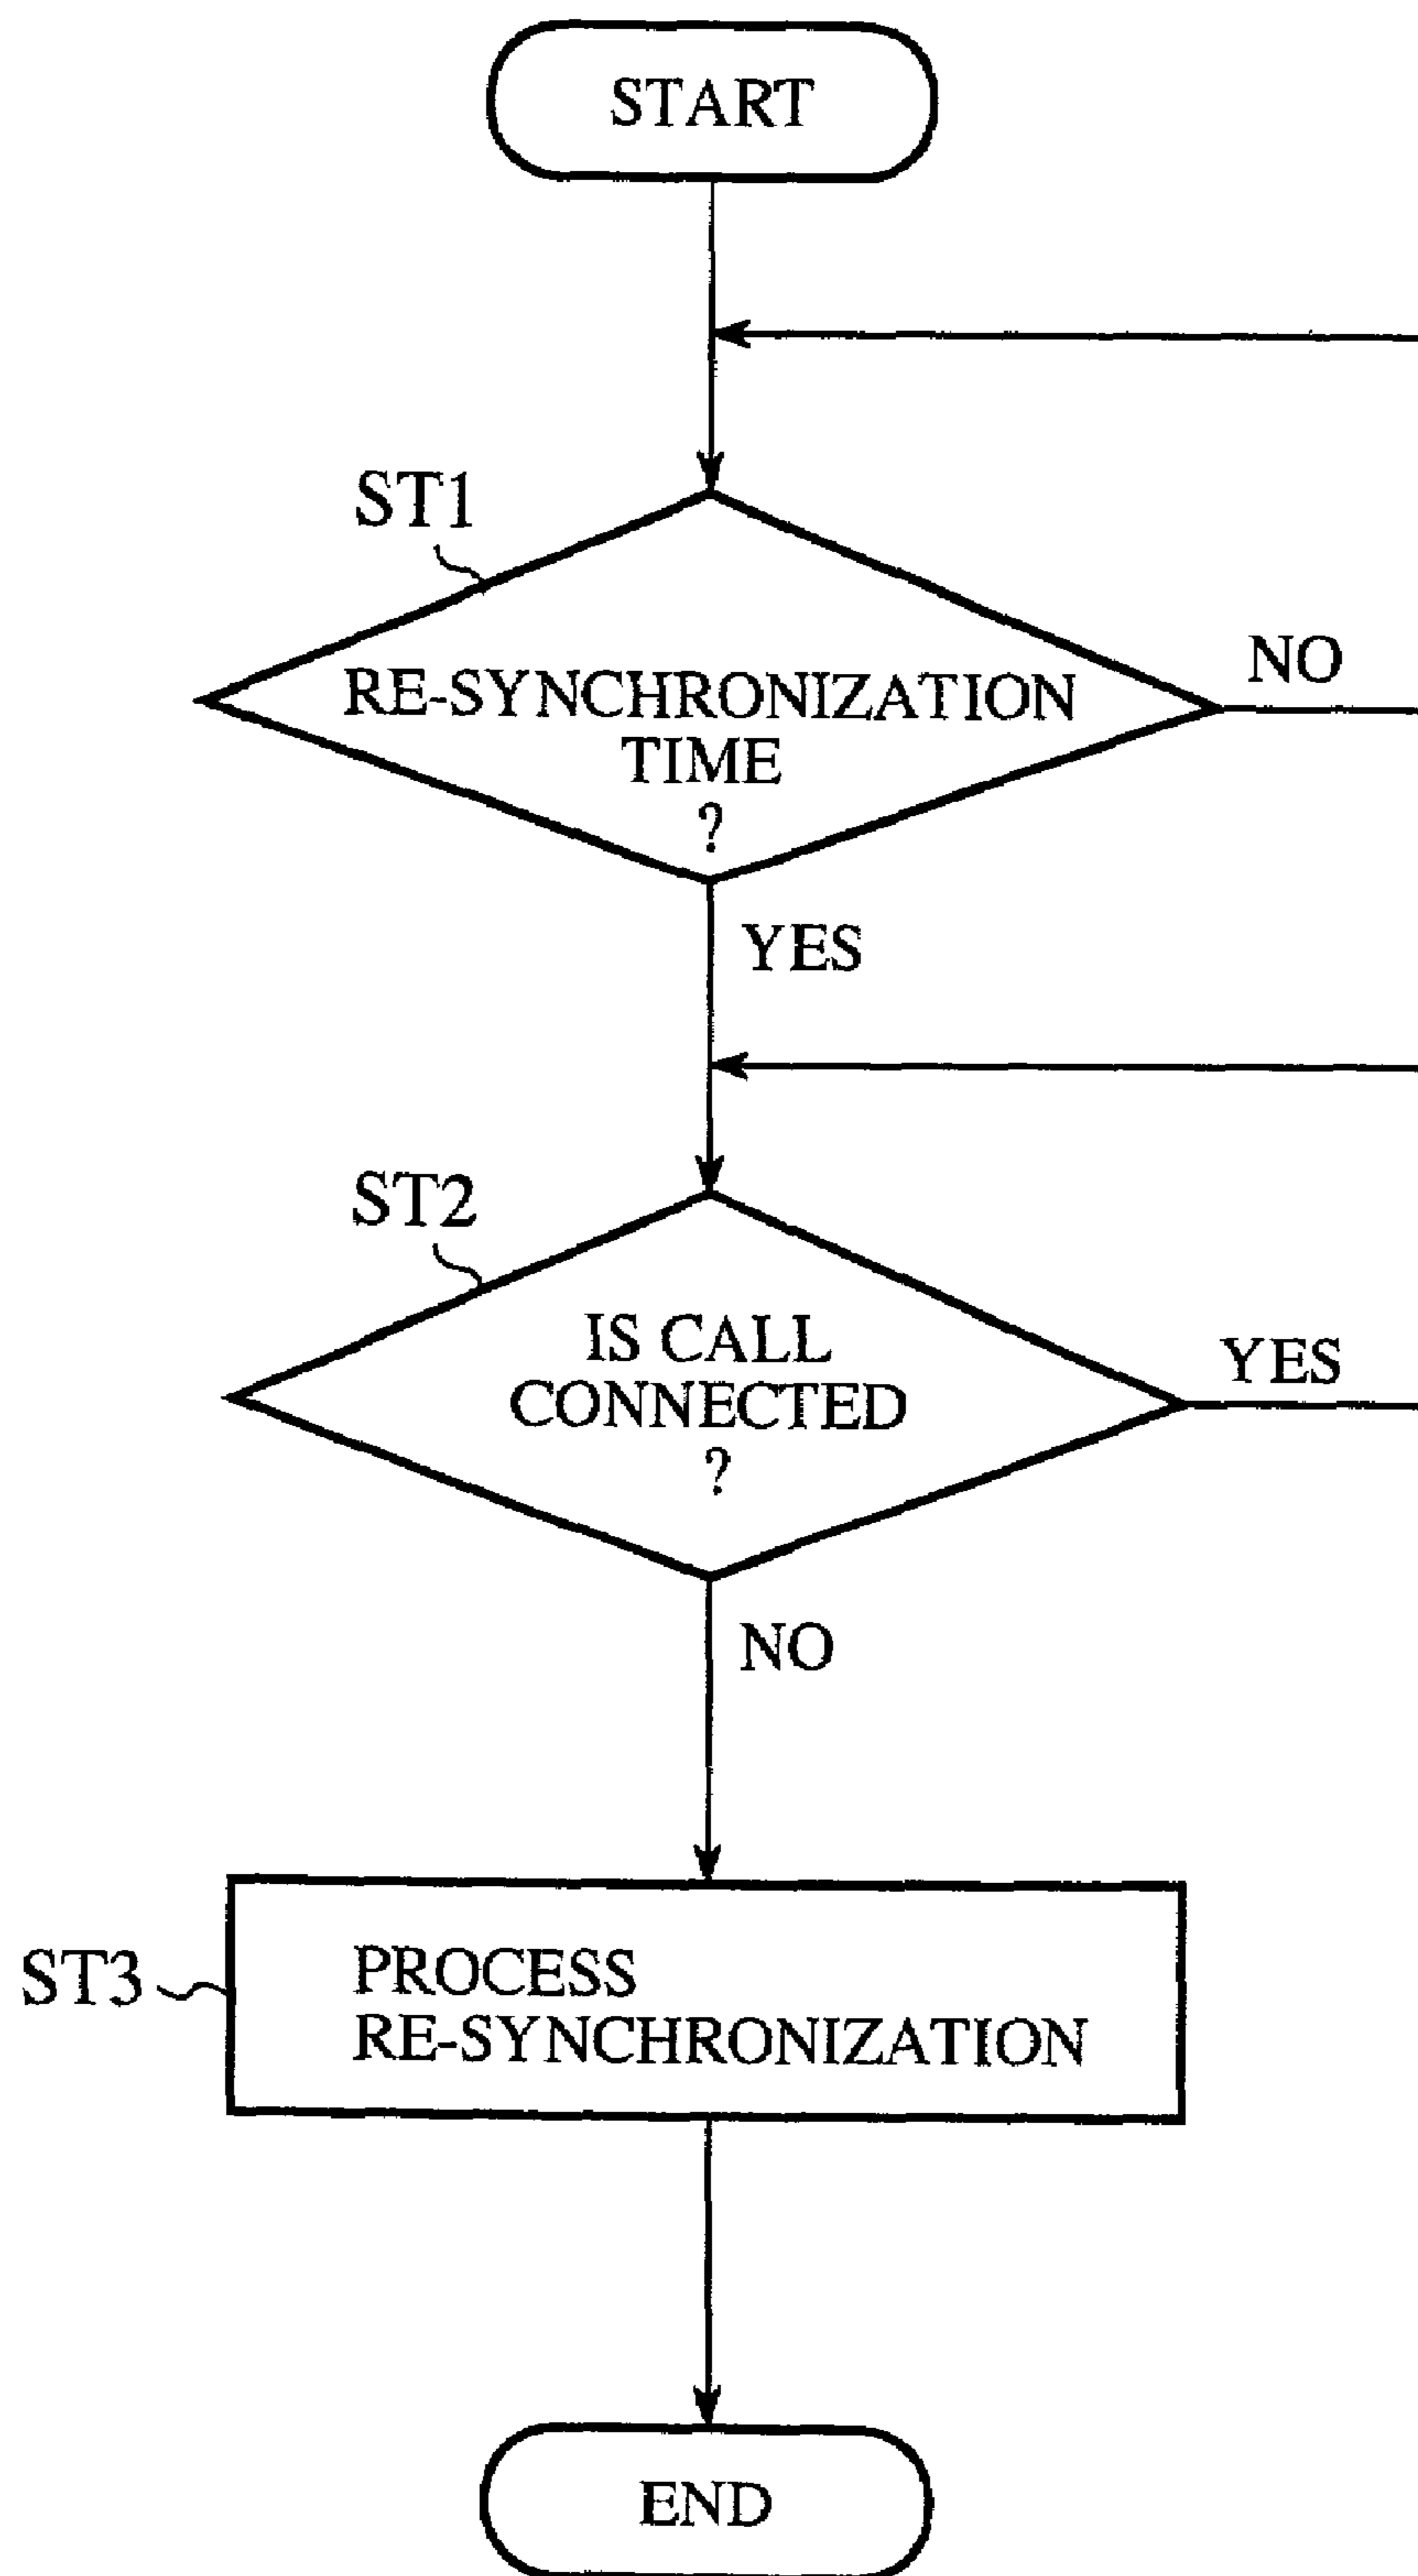 START
ST1
RE-SYNCHRONIZATION
TIME
?
NO
YES
ST2
IS CALL
CONNECTED
?
YES
NO
ST3
PROCESS
RE-SYNCHRONIZATION
END